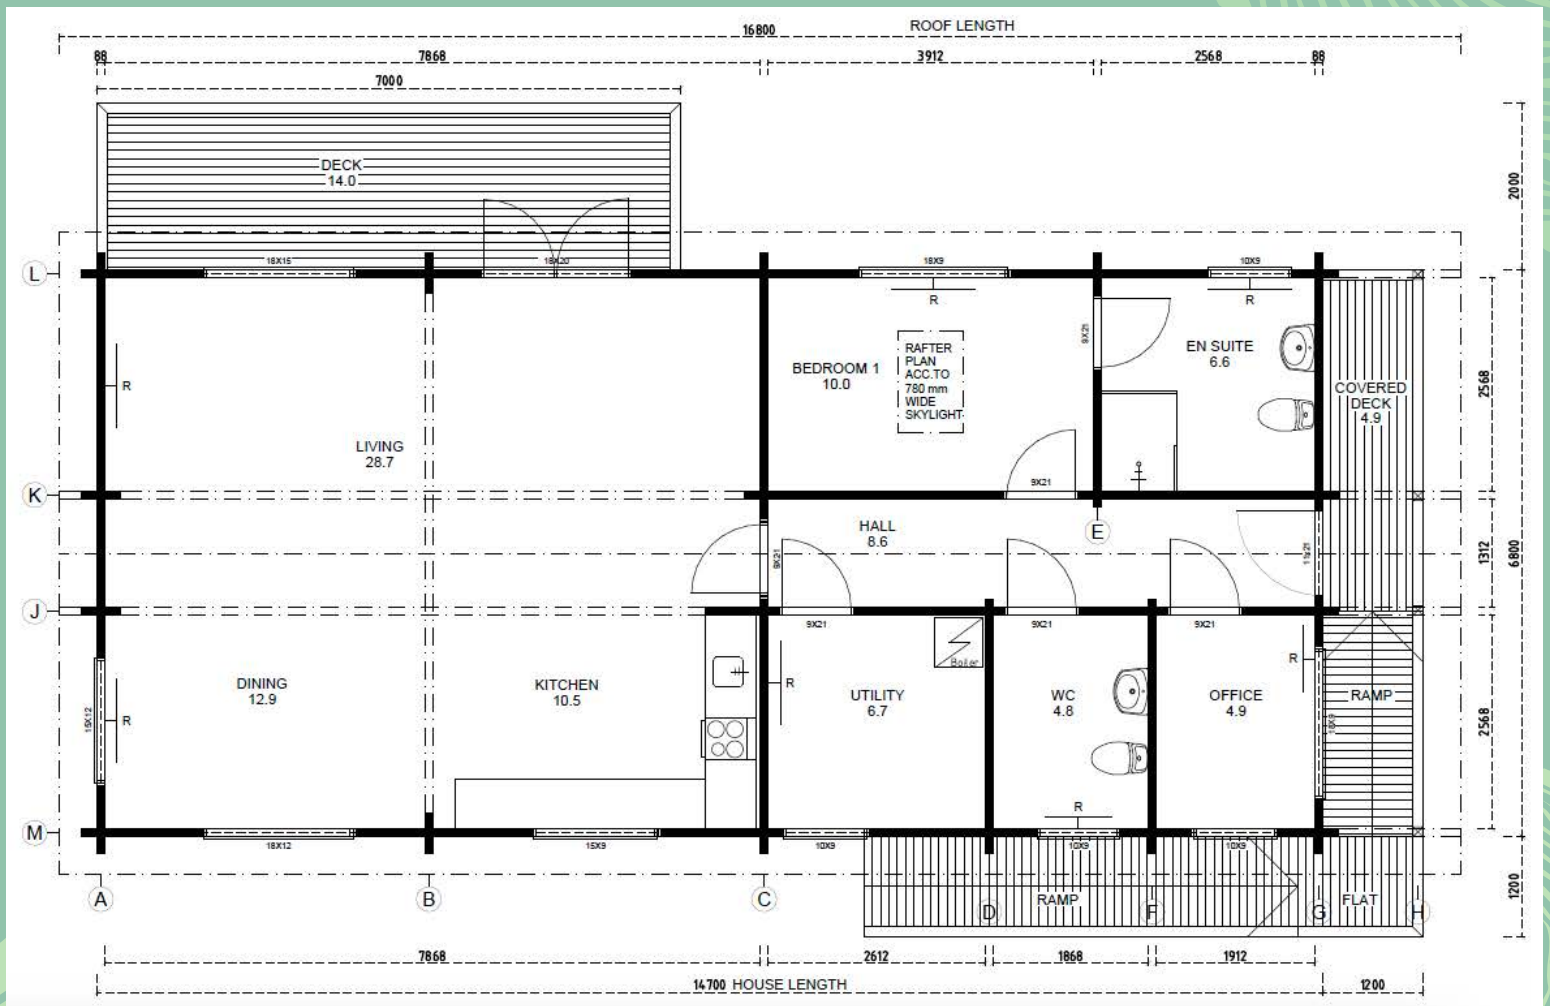 ROOF LENGTH
16800
88
7868
3912
2568
88
7000
DECK
14.0
2000
18X15
18X20
18X9
10X9
L
R
R
9X21
RAFTER
PLAN
ACC.TO
780 mm
WIDE
SKYLIGHT
BEDROOM 1
10.0
EN SUITE
6.6
R
COVERED
DECK
4.9
2568
LIVING
28.7
9X21
K
HALL
8.6
E
9X21
11x21
1312
6800
J
9X21
9X21
9X21
Boiler
DINING
12.9
KITCHEN
10.5
R
R
UTILITY
6.7
WC
4.8
OFFICE
4.9
R
RAMP
15X12
18X9
2568
R
M
18X12
15X9
10X9
10X9
10X9
1200
A
B
C
RAMP
D
F
G
FLAT
H
7868
2612
1868
1912
14700 HOUSE LENGTH
1200